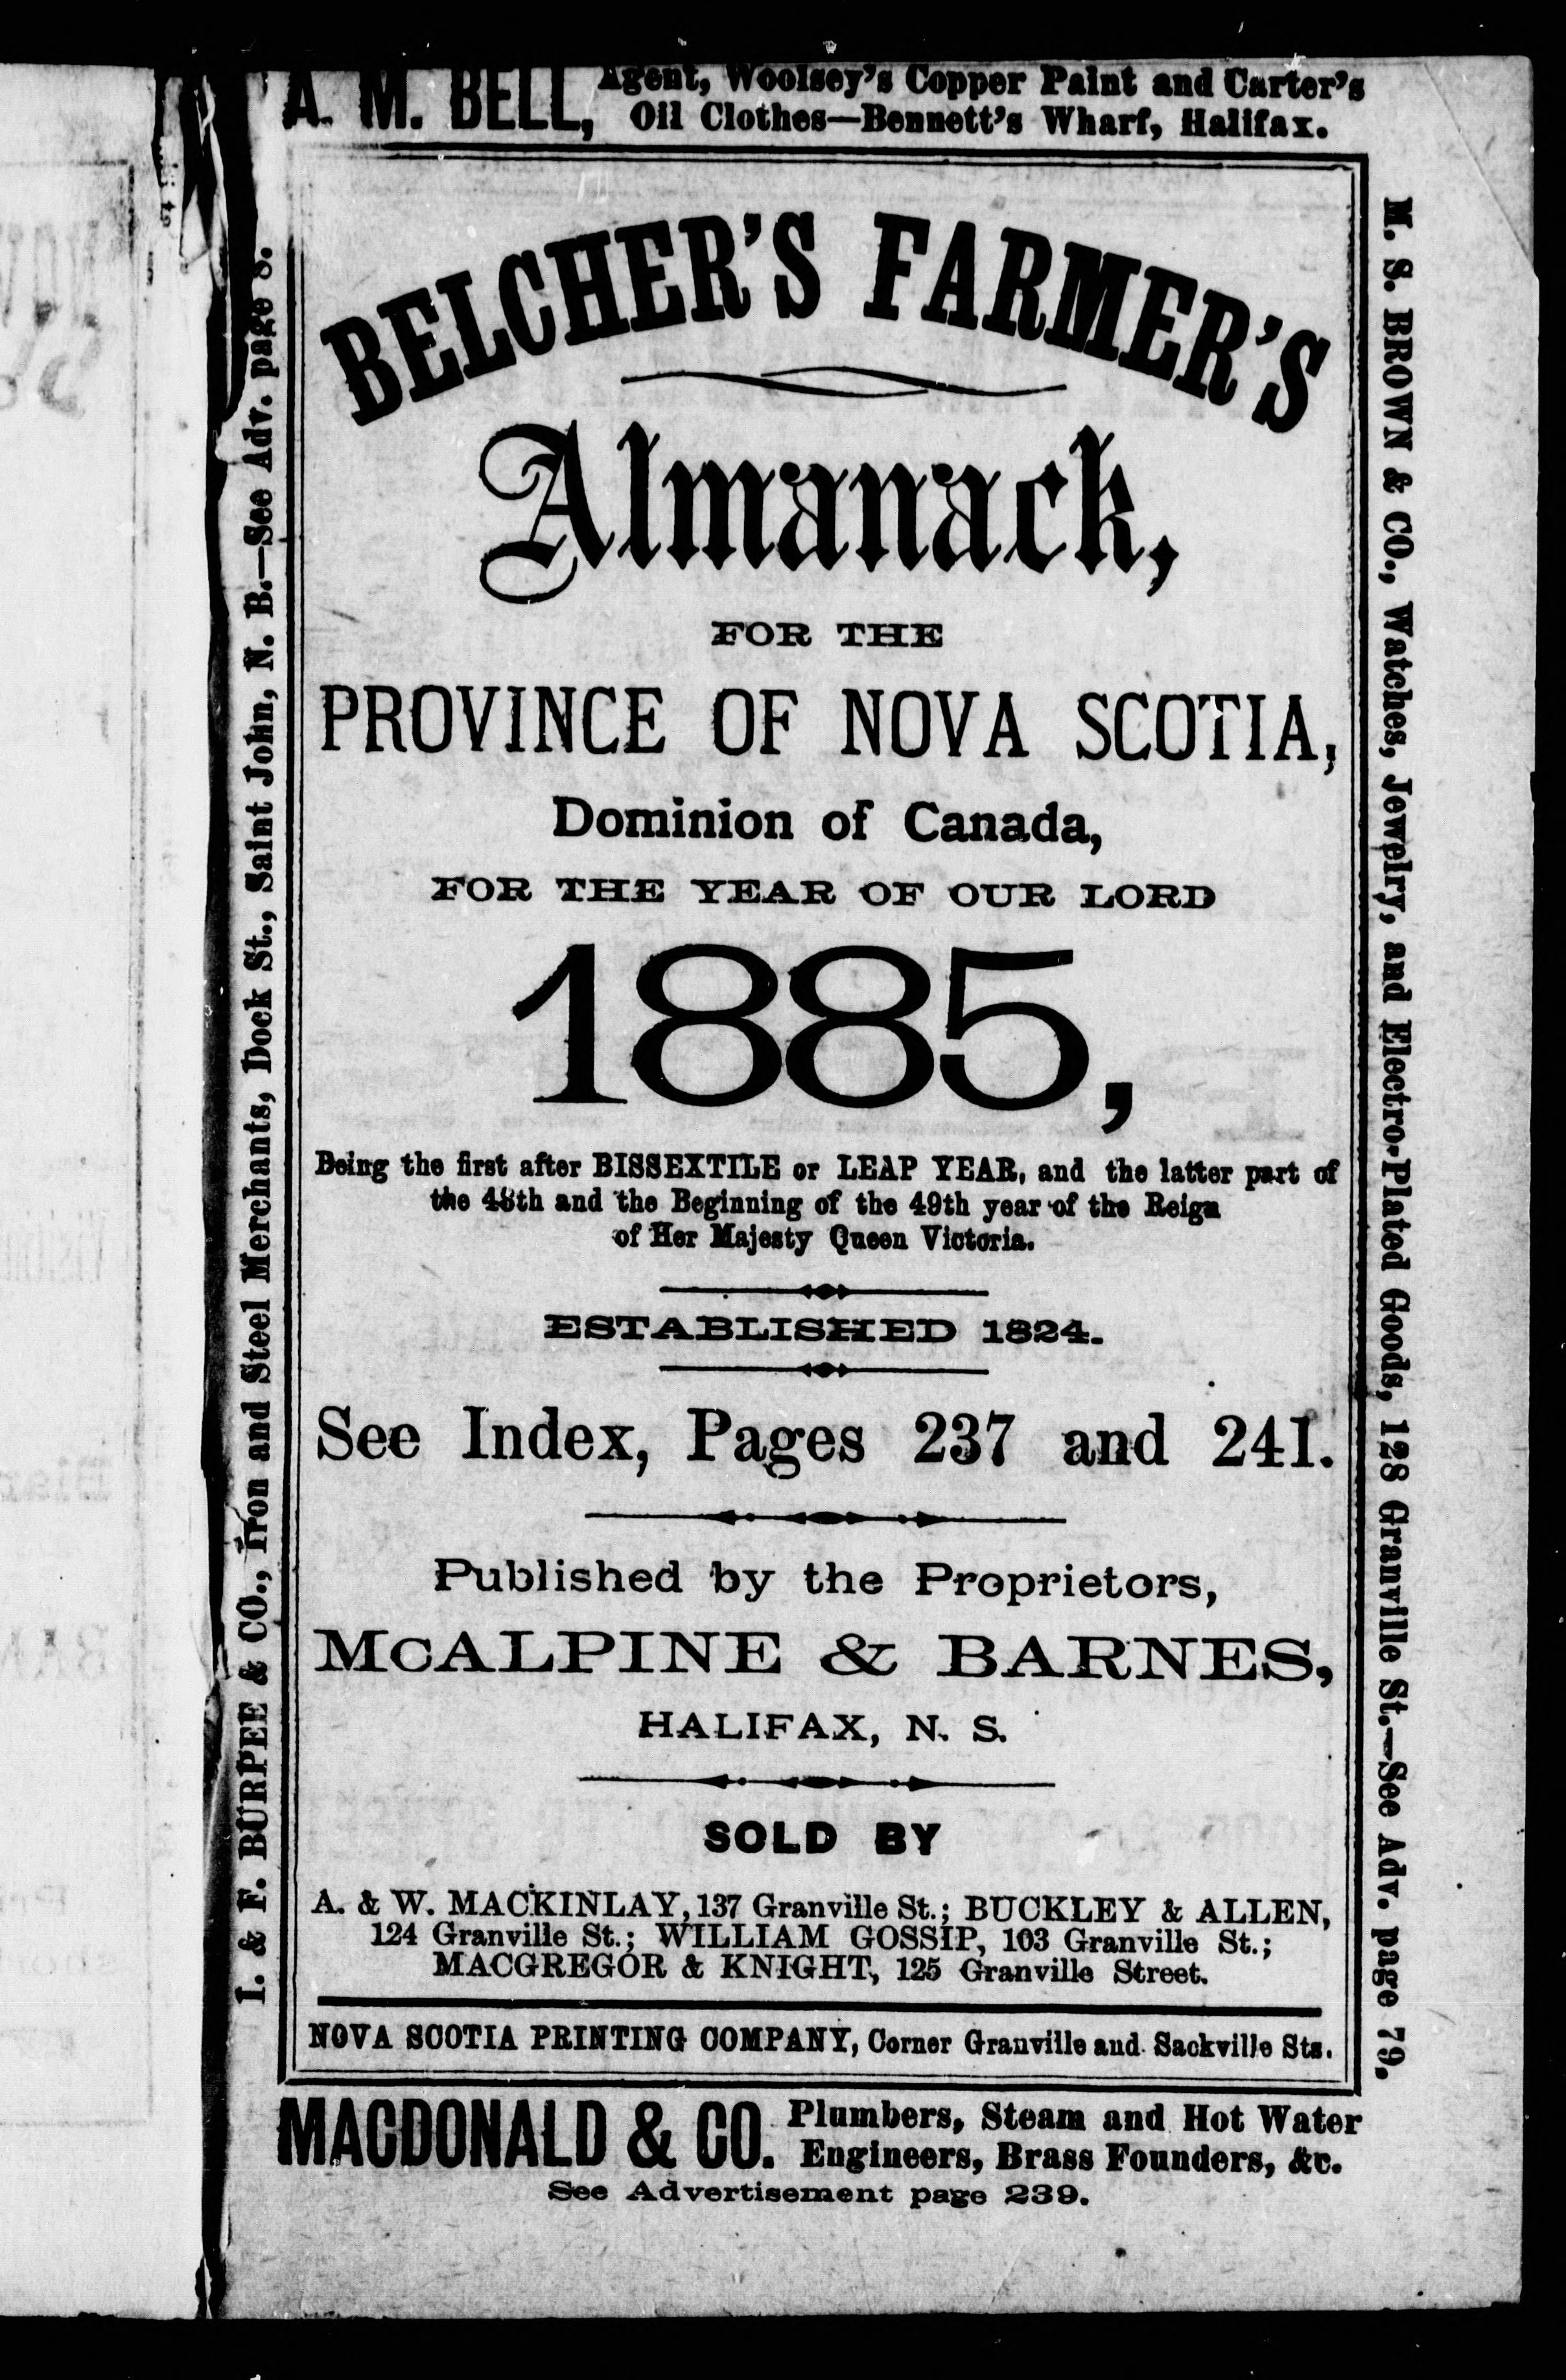 A. M. BELL, Agent, Woolsey's Copper Paint and Carter's
Oil Clothes—Bennett's Wharf, Halifax.
I. & F. BURPEE & CO., Iron and Steel Merchants, Dock St., Saint John, N. B.—See Adv. page 8.
BELCHER'S FARMER'S
Almanack,
FOR THE
PROVINCE OF NOVA SCOTIA,
Dominion of Canada,
FOR THE YEAR OF OUR LORD
1885,
Being the first after BISSEXTILE or LEAP YEAR, and the latter part of
the 48th and the Beginning of the 49th year of the Reign
of Her Majesty Queen Victoria.
ESTABLISHED 1824.
See Index, Pages 237 and 241.
Published by the Proprietors,
McALPINE & BARNES,
HALIFAX, N. S.
SOLD BY
A. & W. MACKINLAY, 137 Granville St.; BUCKLEY & ALLEN,
124 Granville St.; WILLIAM GOSSIP, 103 Granville St.;
MACGREGOR & KNIGHT, 125 Granville Street.
NOVA SCOTIA PRINTING COMPANY, Corner Granville and Sackville Sts.
M. S. BROWN & CO., Watches, Jewelry, and Electro-Plated Goods, 128 Granville St.—See Adv. page 79.
MACDONALD & CO. Plumbers, Steam and Hot Water
Engineers, Brass Founders, &c.
See Advertisement page 239.